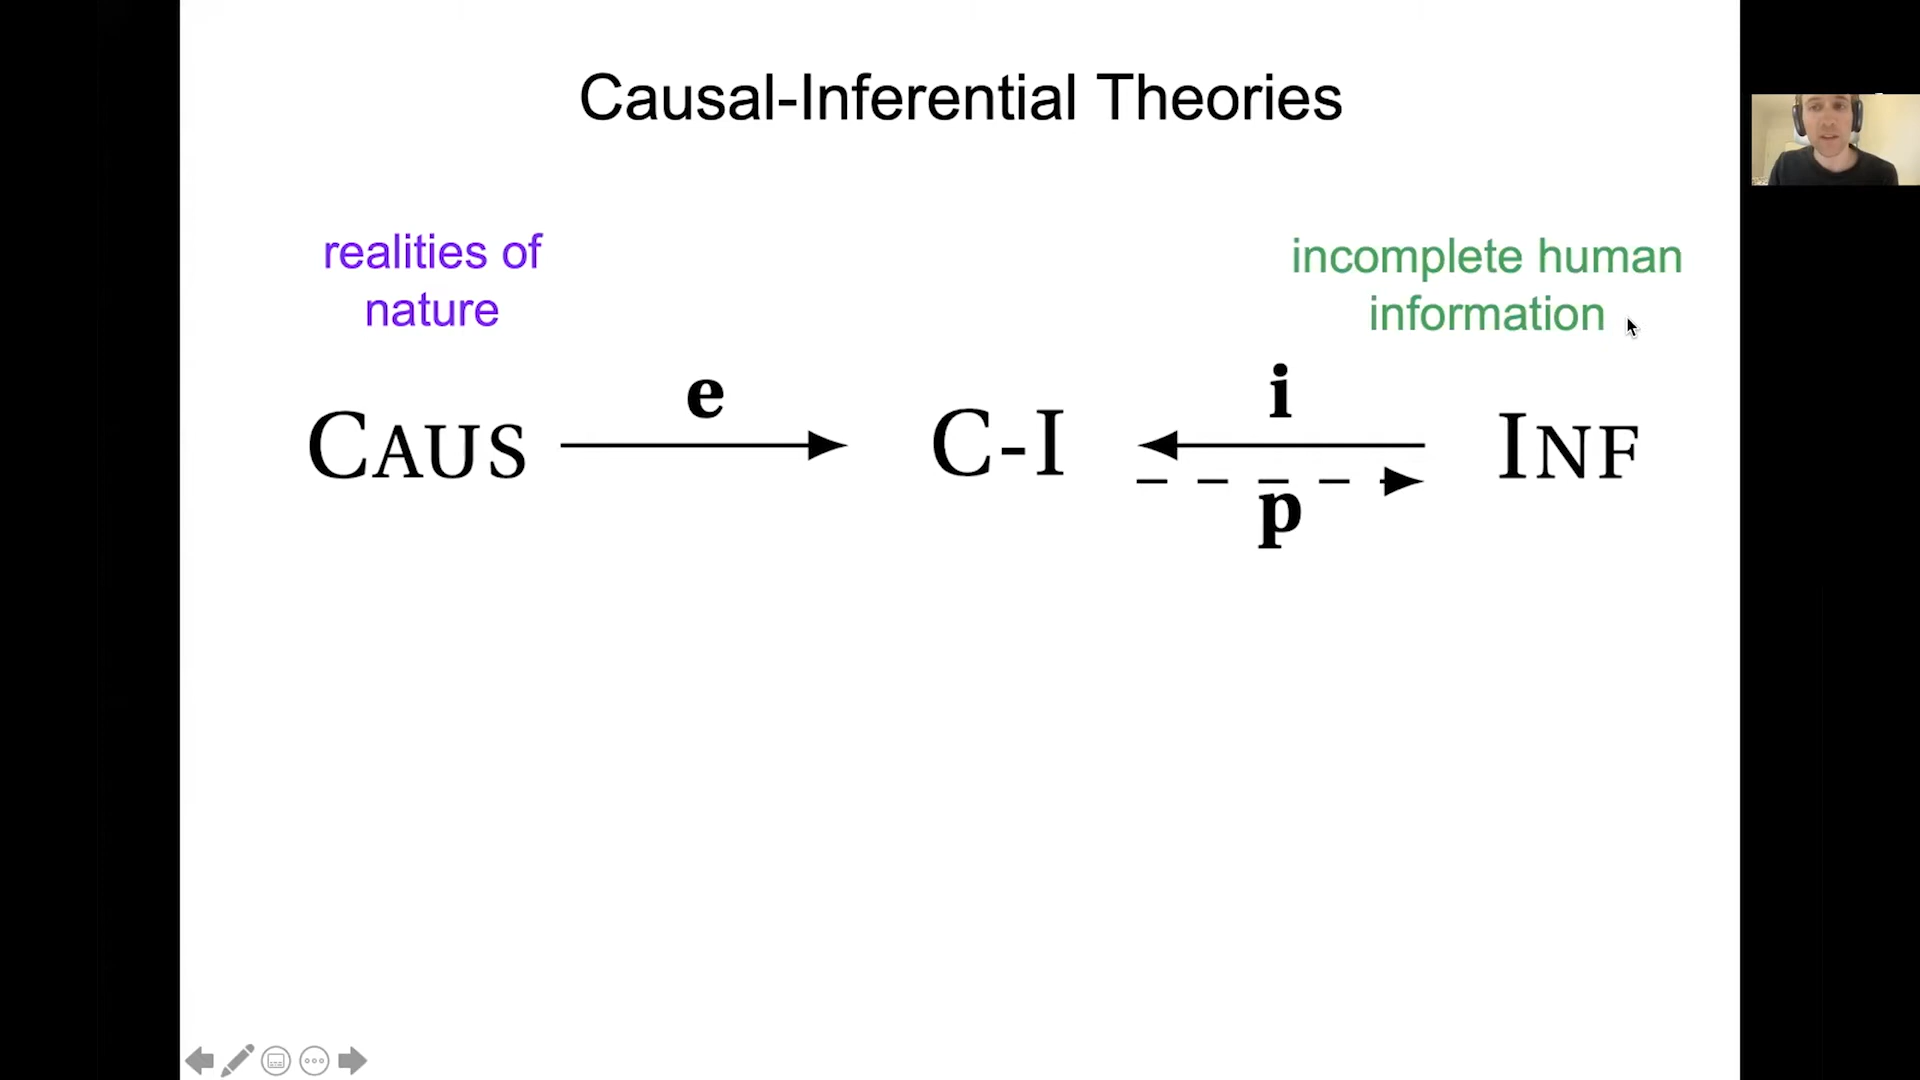 Causal-Inferential Theories
realities of
nature
incomplete human
information
e
i
CAUS
C-I
INF
p